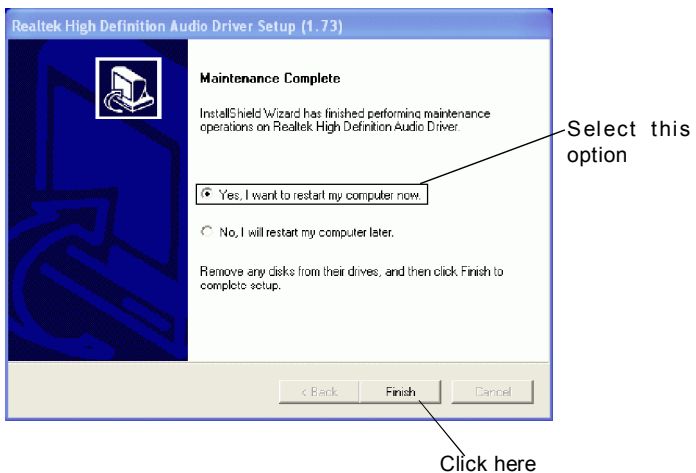 Realtek High Definition Audio Driver Setup (1.73)
Maintenance Complete
InstallShield Wizard has finished performing maintenance
operations on Realtek High Definition Audio Driver.
Select this
option
Yes, I want to restart my computer now.
No, I will restart my computer later.
Remove any disks from their drives, and then click Finish to
complete setup.
< Back Finish Cancel
Click here